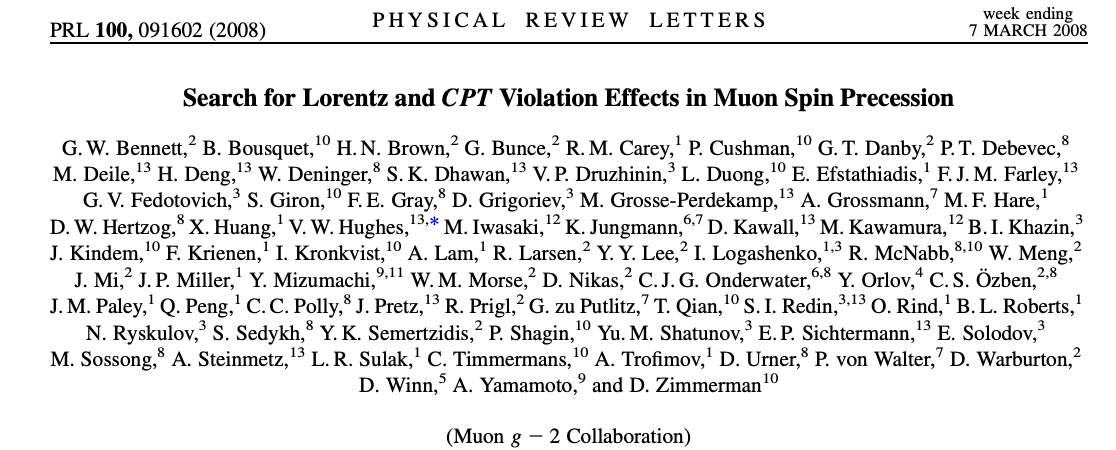 PRL 100, 091602 (2008)
PHYSICAL REVIEW LETTERS
week ending
7 MARCH 2008
Search for Lorentz and CPT Violation Effects in Muon Spin Precession
G. W. Bennett,2 B. Bousquet,10 H. N. Brown,2 G. Bunce,2 R. M. Carey,1 P. Cushman,10 G. T. Danby,2 P. T. Debevec,8
M. Deile,13 H. Deng,13 W. Deninger,8 S. K. Dhawan,13 V. P. Druzhinin,3 L. Duong,10 E. Efstathiadis,1 F. J. M. Farley,13
G. V. Fedotovich,3 S. Giron,10 F. E. Gray,8 D. Grigoriev,3 M. Grosse-Perdekamp,13 A. Grossmann,7 M. F. Hare,1
D. W. Hertzog,8 X. Huang,1 V. W. Hughes,13,* M. Iwasaki,12 K. Jungmann,6,7 D. Kawall,13 M. Kawamura,12 B. I. Khazin,3
J. Kindem,10 F. Krienen,1 I. Kronkvist,10 A. Lam,1 R. Larsen,2 Y. Y. Lee,2 I. Logashenko,1,3 R. McNabb,8,10 W. Meng,2
J. Mi,2 J. P. Miller,1 Y. Mizumachi,9,11 W. M. Morse,2 D. Nikas,2 C. J. G. Onderwater,6,8 Y. Orlov,4 C. S. Özben,2,8
J. M. Paley,1 Q. Peng,1 C. C. Polly,8 J. Pretz,13 R. Prigl,2 G. zu Putlitz,7 T. Qian,10 S. I. Redin,3,13 O. Rind,1 B. L. Roberts,1
N. Ryskulov,3 S. Sedykh,8 Y. K. Semertzidis,2 P. Shagin,10 Yu. M. Shatunov,3 E. P. Sichtermann,13 E. Solodov,3
M. Sossong,8 A. Steinmetz,13 L. R. Sulak,1 C. Timmermans,10 A. Trofimov,1 D. Urner,8 P. von Walter,7 D. Warburton,2
D. Winn,5 A. Yamamoto,9 and D. Zimmerman10
(Muon g − 2 Collaboration)